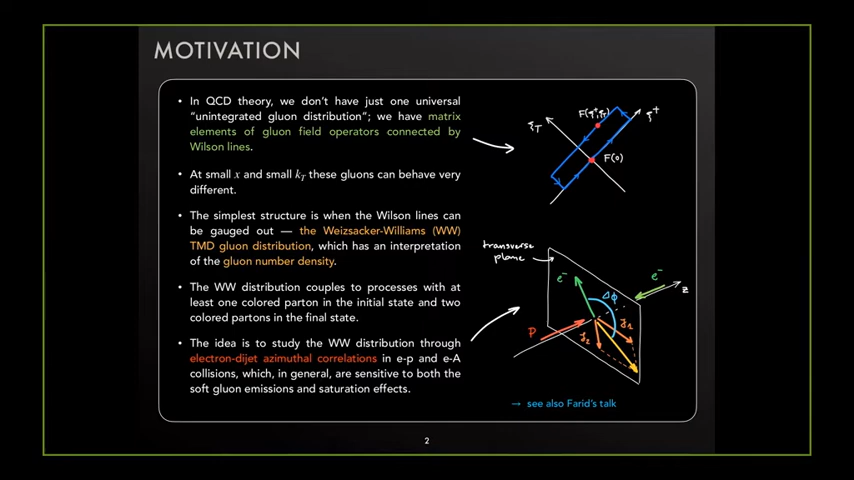 MOTIVATION
• In QCD theory, we don't have just one universal
"unintegrated gluon distribution"; we have matrix
elements of gluon field operators connected by
Wilson lines.
• At small x and small k_T these gluons can behave very
different.
• The simplest structure is when the Wilson lines can
be gauged out — the Weizsacker-Williams (WW)
TMD gluon distribution, which has an interpretation
of the gluon number density.
• The WW distribution couples to processes with at
least one colored parton in the initial state and two
colored partons in the final state.
• The idea is to study the WW distribution through
electron-dijet azimuthal correlations in e-p and e-A
collisions, which, in general, are sensitive to both the
soft gluon emissions and saturation effects.
F(ξ⁺,ξ_T)
ξ_T
ξ⁺
F(0)
transverse
plane
e⁻
e⁻
Δφ
z
P
J₁
J₂
→ see also Farid's talk
2